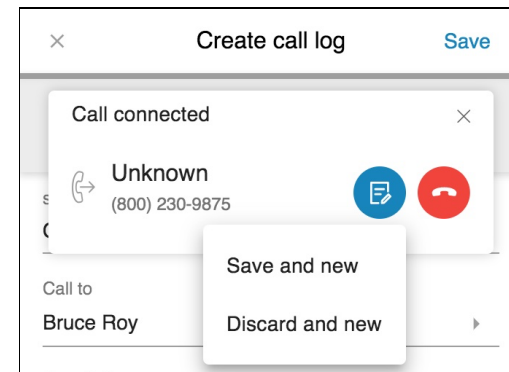 Create call log
Save
Call connected
Unknown
(800) 230-9875
Save and new
Call to
Bruce Roy
Discard and new